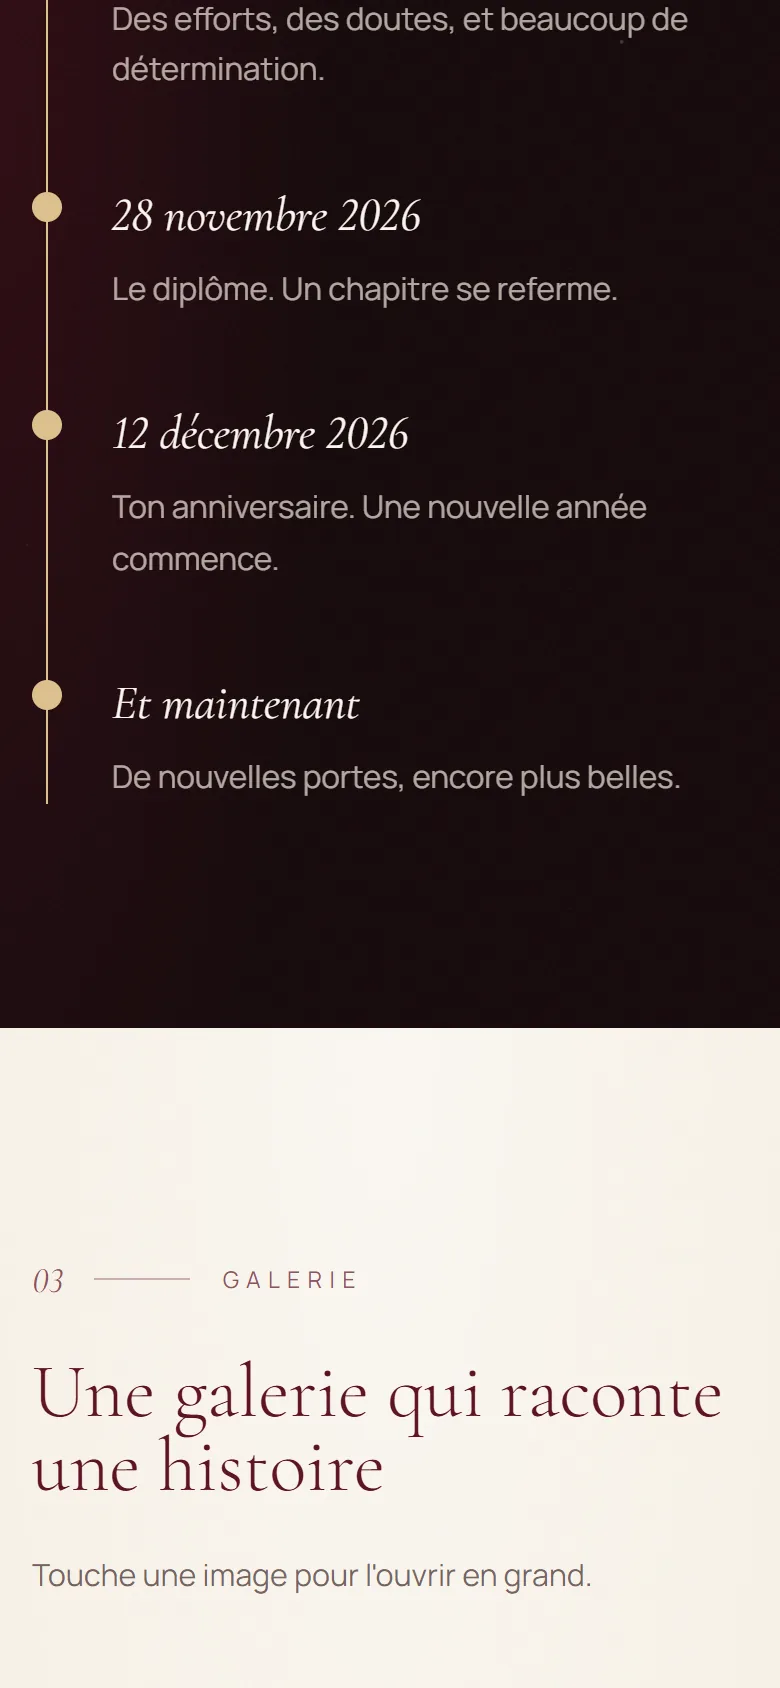 Des efforts, des doutes, et beaucoup de
détermination.
28 novembre 2026
Le diplôme. Un chapitre se referme.
12 décembre 2026
Ton anniversaire. Une nouvelle année
commence.
Et maintenant
De nouvelles portes, encore plus belles.
03 GALERIE
Une galerie qui raconte
une histoire
Touche une image pour l'ouvrir en grand.